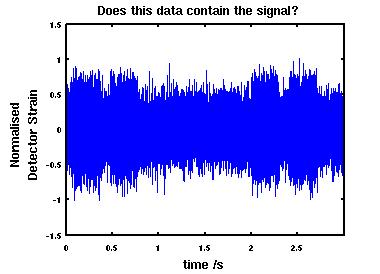 Does this data contain the signal?
1.5
1
0.5
0
-0.5
-1
-1.5
Normalised
Detector Strain
0 0.5 1 1.5 2 2.5
time /s